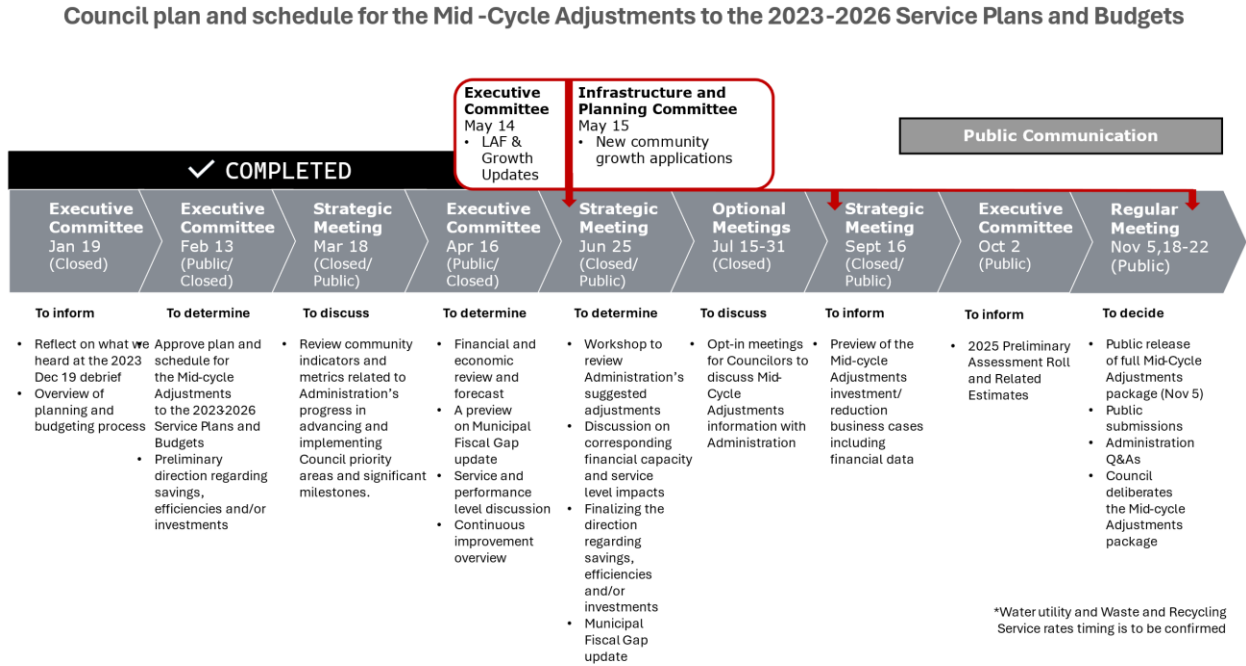 Council plan and schedule for the Mid -Cycle Adjustments to the 2023-2026 Service Plans and Budgets
Executive
Committee
May 14
• LAF &
Growth
Updates
Infrastructure and
Planning Committee
May 15
• New community
growth applications
Public Communication
✓ COMPLETED
Executive
Committee
Jan 19
(Closed)
Executive
Committee
Feb 13
(Public/
Closed)
Strategic
Meeting
Mar 18
(Closed/
Public)
Executive
Committee
Apr 16
(Public/
Closed)
Strategic
Meeting
Jun 25
(Closed/
Public)
Optional
Meetings
Jul 15-31
(Closed)
Strategic
Meeting
Sept 16
(Closed/
Public)
Executive
Committee
Oct 2
(Public)
Regular
Meeting
Nov 5,18-22
(Public)
To inform
• Reflect on what we
heard at the 2023
Dec 19 debrief
• Overview of
planning and
budgeting process
To determine
• Approve plan and
schedule for
the Mid-cycle
Adjustments
to the 2023-2026
Service Plans and
Budgets
• Preliminary
direction regarding
savings,
efficiencies and/or
investments
To discuss
• Review community
indicators and
metrics related to
Administration's
progress in
advancing and
implementing
Council priority
areas and significant
milestones.
To determine
• Financial and
economic
review and
forecast
• A preview
on Municipal
Fiscal Gap
update
• Service and
performance
level discussion
• Continuous
improvement
overview
To determine
• Workshop to
review
Administration's
suggested
adjustments
• Discussion on
corresponding
financial capacity
and service
level impacts
• Finalizing the
direction
regarding
savings,
efficiencies
and/or
investments
• Municipal
Fiscal Gap
update
To discuss
• Opt-in meetings
for Councilors to
discuss Mid-
Cycle
Adjustments
information with
Administration
To inform
• Preview of the
Mid-cycle
Adjustments
investment/
reduction
business cases
including
financial data
To inform
• 2025 Preliminary
Assessment Roll
and Related
Estimates
To decide
• Public release
of full Mid-Cycle
Adjustments
package (Nov 5)
• Public
submissions
• Administration
Q&As
• Council
deliberates
the Mid-cycle
Adjustments
package
*Water utility and Waste and Recycling
Service rates timing is to be confirmed